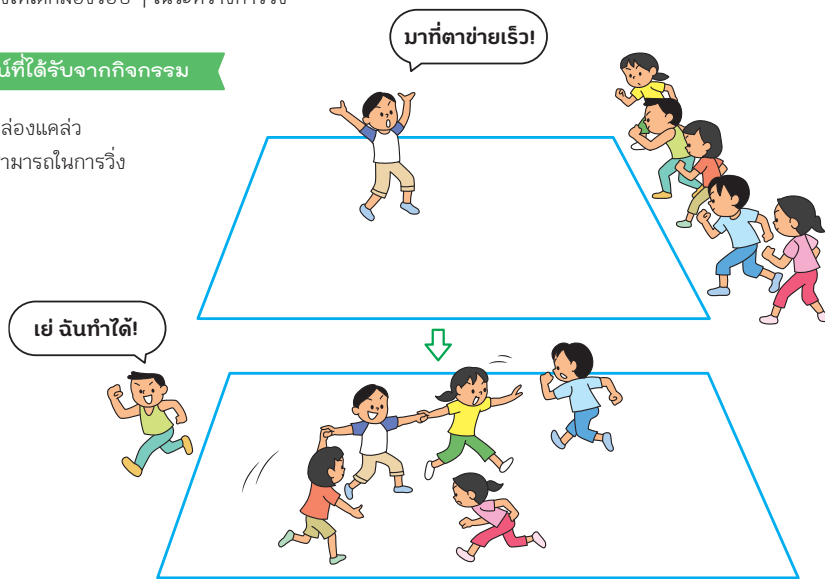 มาที่ตาข่ายเร็ว!
ที่ได้รับจากกิจกรรม
ล่องแคล่ว
ามารถในการวิ่ง
เย่ ฉันทำได้!